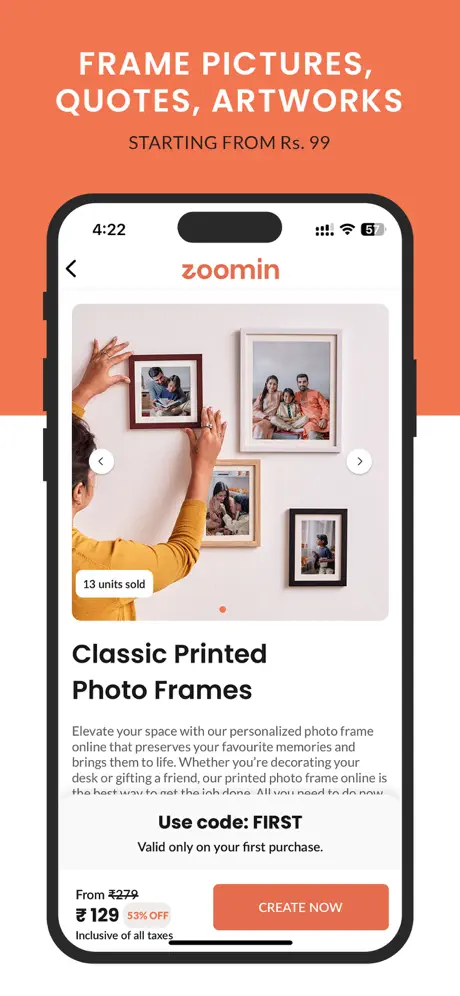 FRAME PICTURES,
QUOTES, ARTWORKS
STARTING FROM Rs. 99
4:22
57
zoomin
13 units sold
Classic Printed
Photo Frames
Elevate your space with our personalized photo frame
online that preserves your favourite memories and
brings them to life. Whether you're decorating your
desk or gifting a friend, our printed photo frame online is
the best way to get the job done. All you need to do now
Use code: FIRST
Valid only on your first purchase.
From ₹279
₹ 129 53% OFF
Inclusive of all taxes
CREATE NOW